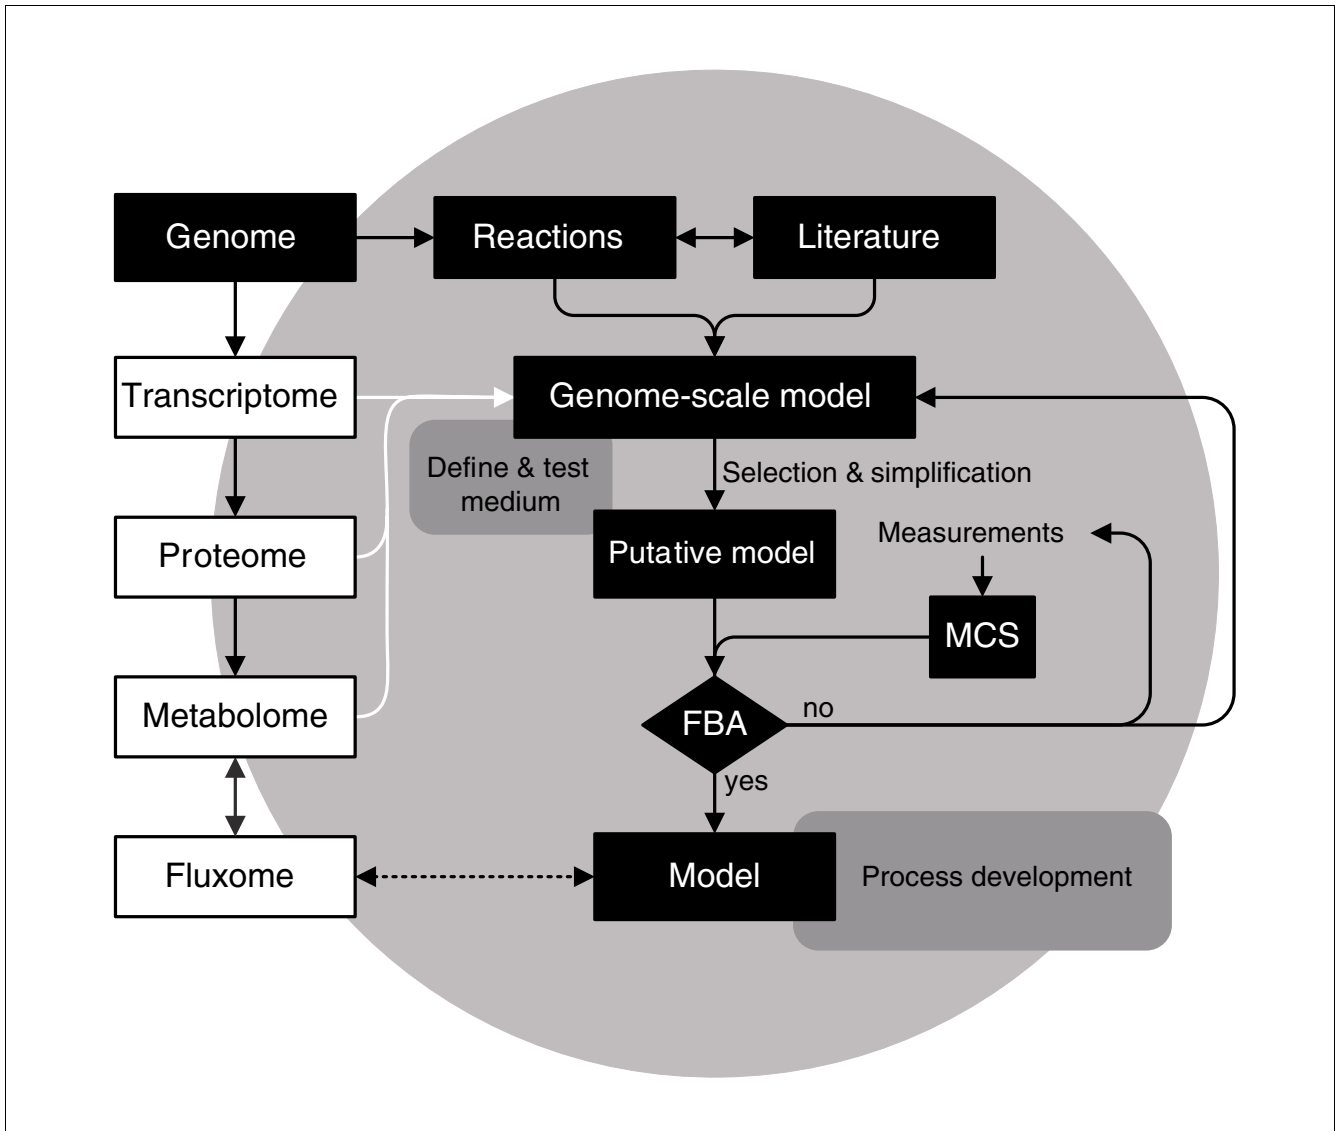 Genome
Reactions
Literature
Transcriptome
Genome-scale model
Define & test
medium
Selection & simplification
Measurements
Proteome
Putative model
MCS
Metabolome
FBA
no
yes
Fluxome
Model
Process development